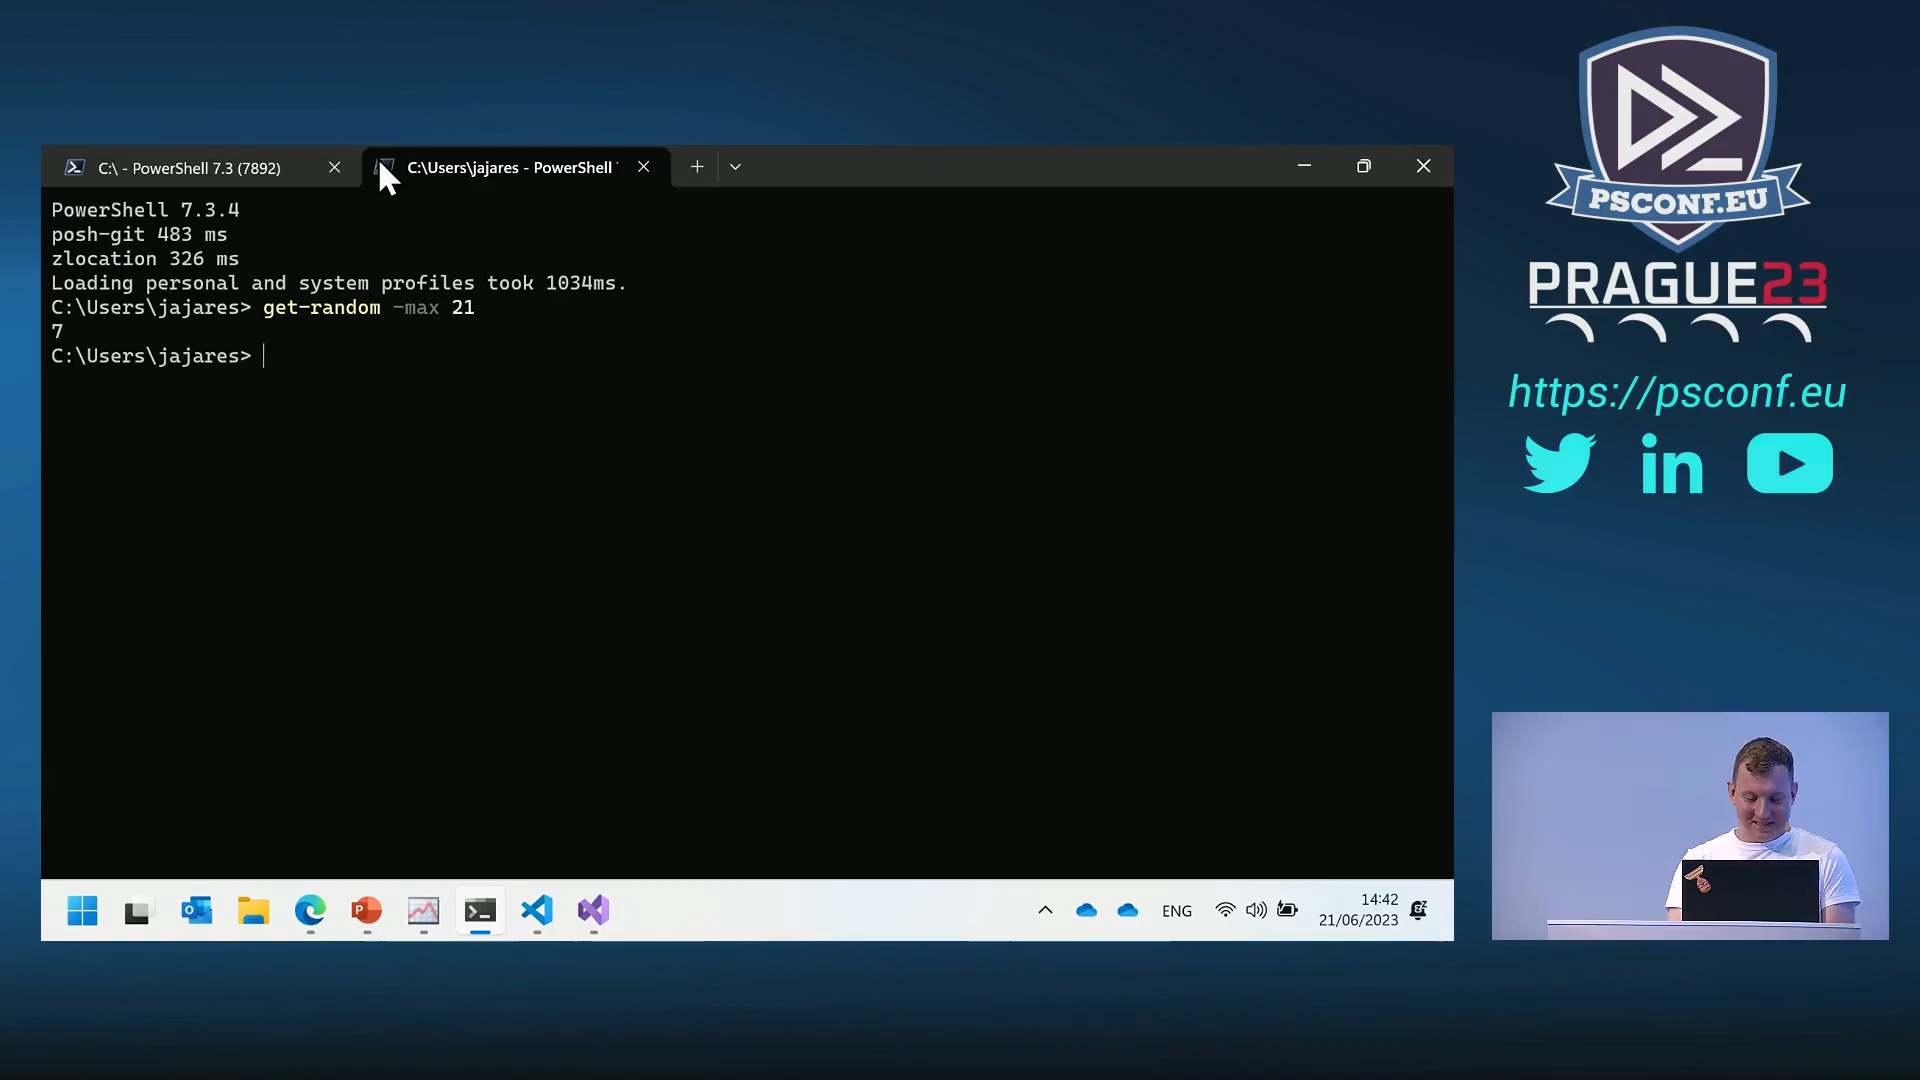 C:\ - PowerShell 7.3 (7892)
C:\Users\jajares - PowerShell
PowerShell 7.3.4
posh-git 483 ms
zlocation 326 ms
Loading personal and system profiles took 1034ms.
C:\Users\jajares> get-random -max 21
7
C:\Users\jajares>
ENG
14:42
21/06/2023
PSCONF.EU
PRAGUE23
https://psconf.eu
in